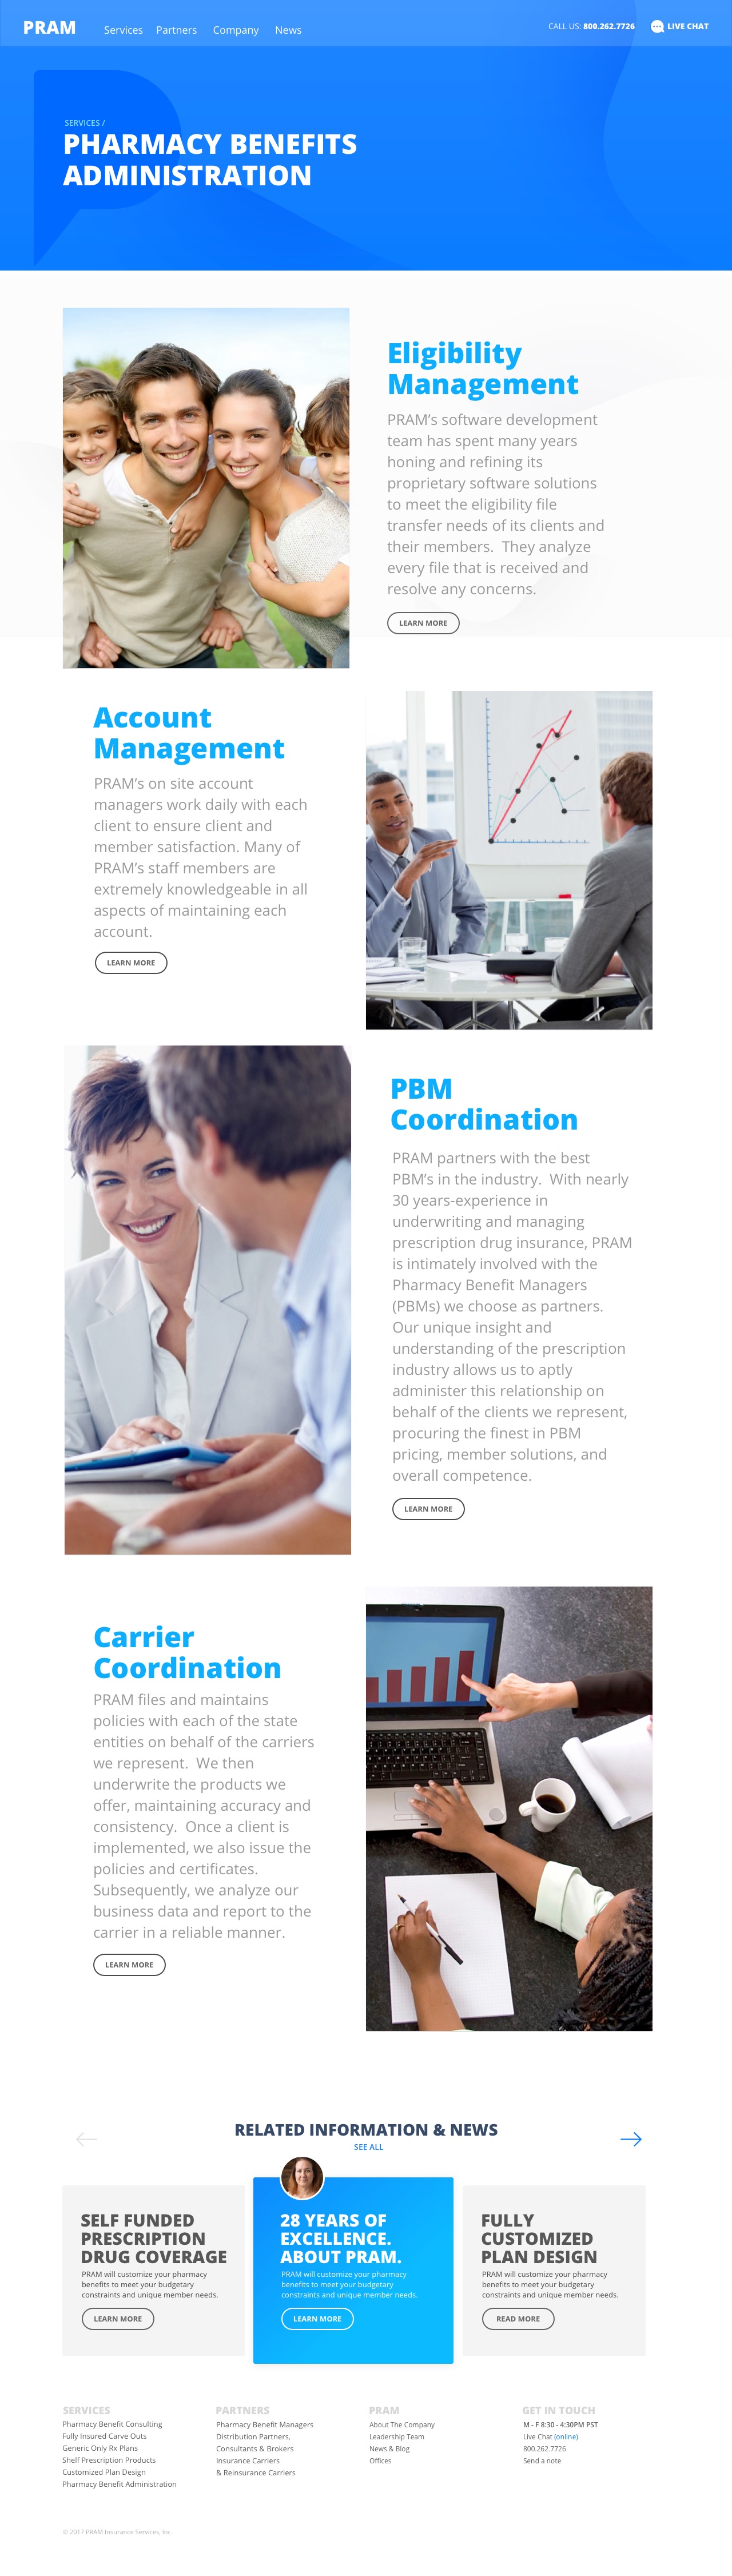 PRAM
Services Partners Company News
CALL US: 800.262.7726
LIVE CHAT
SERVICES /
PHARMACY BENEFITS
ADMINISTRATION
Eligibility
Management
PRAM’s software development
team has spent many years
honing and refining its
proprietary software solutions
to meet the eligibility file
transfer needs of its clients and
their members.  They analyze
every file that is received and
resolve any concerns.
LEARN MORE
Account
Management
PRAM’s on site account
managers work daily with each
client to ensure client and
member satisfaction. Many of
PRAM’s staff members are
extremely knowledgeable in all
aspects of maintaining each
account.
LEARN MORE
PBM
Coordination
PRAM partners with the best
PBM’s in the industry.  With nearly
30 years-experience in
underwriting and managing
prescription drug insurance, PRAM
is intimately involved with the
Pharmacy Benefit Managers
(PBMs) we choose as partners.
Our unique insight and
understanding of the prescription
industry allows us to aptly
administer this relationship on
behalf of the clients we represent,
procuring the finest in PBM
pricing, member solutions, and
overall competence.
LEARN MORE
Carrier
Coordination
PRAM files and maintains
policies with each of the state
entities on behalf of the carriers
we represent.  We then
underwrite the products we
offer, maintaining accuracy and
consistency.  Once a client is
implemented, we also issue the
policies and certificates.
Subsequently, we analyze our
business data and report to the
carrier in a reliable manner.
LEARN MORE
RELATED INFORMATION & NEWS
SEE ALL
SELF FUNDED
PRESCRIPTION
DRUG COVERAGE
PRAM will customize your pharmacy
benefits to meet your budgetary
constraints and unique member needs.
LEARN MORE
28 YEARS OF
EXCELLENCE.
ABOUT PRAM.
PRAM will customize your pharmacy
benefits to meet your budgetary
constraints and unique member needs.
LEARN MORE
FULLY
CUSTOMIZED
PLAN DESIGN
PRAM will customize your pharmacy
benefits to meet your budgetary
constraints and unique member needs.
READ MORE
SERVICES
Pharmacy Benefit Consulting
Fully Insured Carve Outs
Generic Only Rx Plans
Shelf Prescription Products
Customized Plan Design
Pharmacy Benefit Administration
PARTNERS
Pharmacy Benefit Managers
Distribution Partners,
Consultants & Brokers
Insurance Carriers
& Reinsurance Carriers
PRAM
About The Company
Leadership Team
News & Blog
Offices
GET IN TOUCH
M - F 8:30 - 4:30PM PST
Live Chat (online)
800.262.7726
Send a note
© 2017 PRAM Insurance Services, Inc.